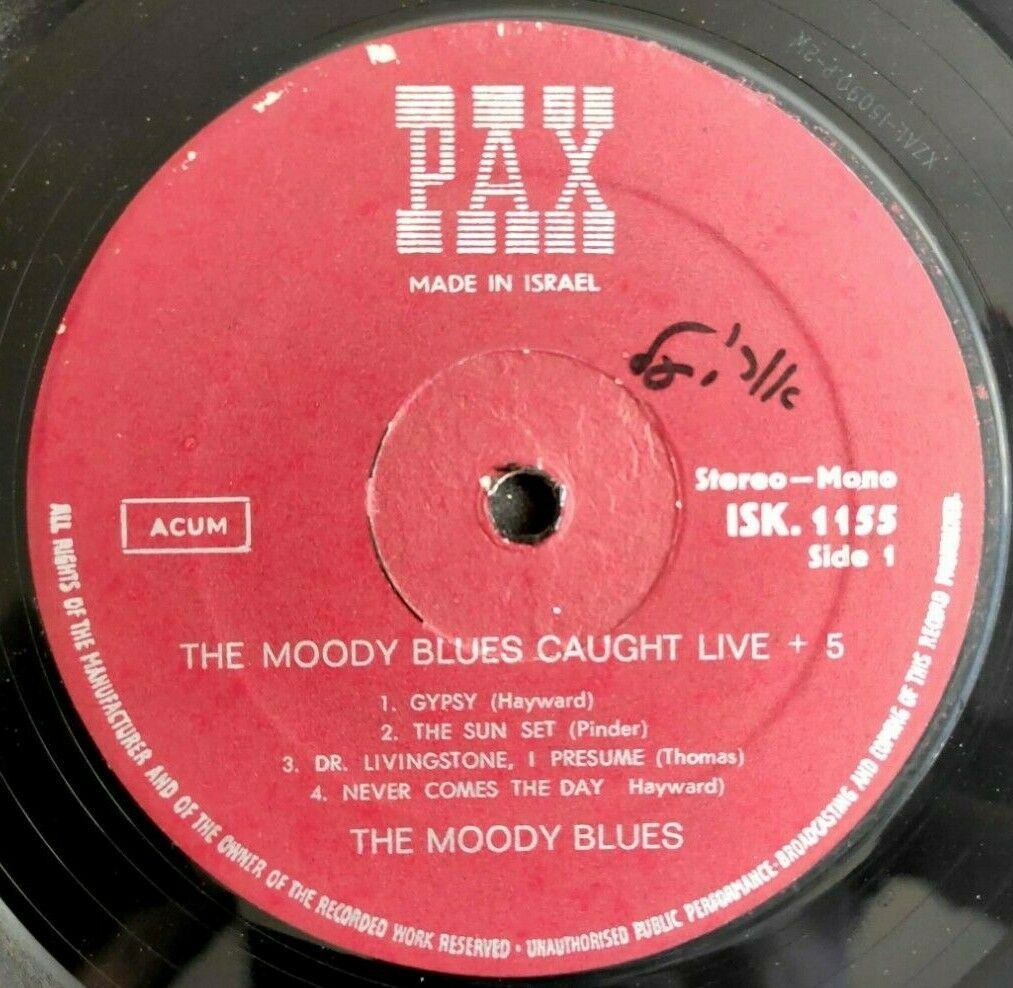 PAX
MADE IN ISRAEL
Stereo—Mono
ISK. 1155
Side 1
ACUM
THE MOODY BLUES CAUGHT LIVE + 5
1. GYPSY (Hayward)
2. THE SUN SET (Pinder)
3. DR. LIVINGSTONE, I PRESUME (Thomas)
4. NEVER COMES THE DAY Hayward)
THE MOODY BLUES
ALL RIGHTS OF THE MANUFACTURER AND OF THE OWNER OF THE RECORDED WORK RESERVED · UNAUTHORISED PUBLIC PERFORMANCE · BROADCASTING AND COPYING OF THIS RECORD PROHIBITED.